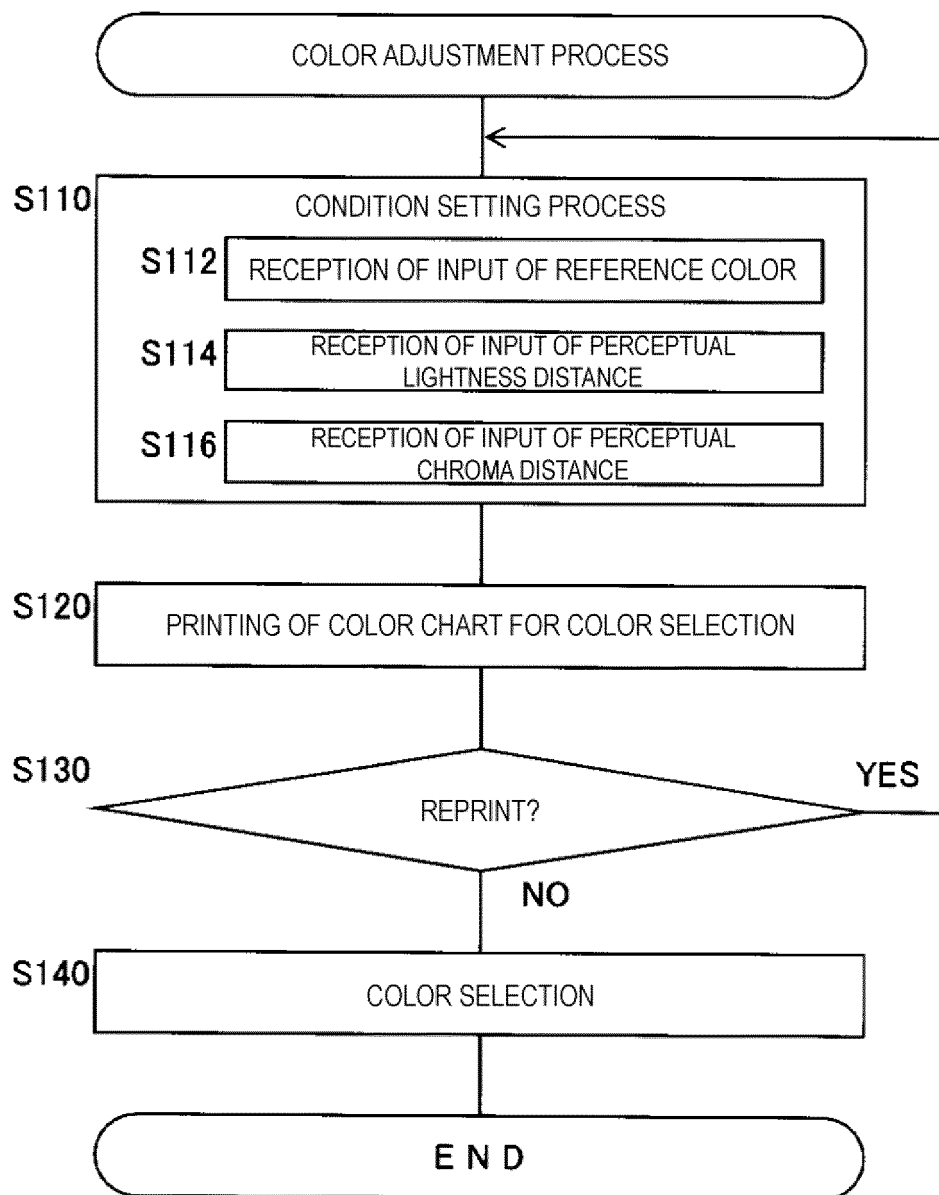 COLOR ADJUSTMENT PROCESS
S110
CONDITION SETTING PROCESS
S112
RECEPTION OF INPUT OF REFERENCE COLOR
S114
RECEPTION OF INPUT OF PERCEPTUAL
LIGHTNESS DISTANCE
S116
RECEPTION OF INPUT OF PERCEPTUAL
CHROMA DISTANCE
S120
PRINTING OF COLOR CHART FOR COLOR SELECTION
S130
REPRINT?
YES
NO
S140
COLOR SELECTION
END